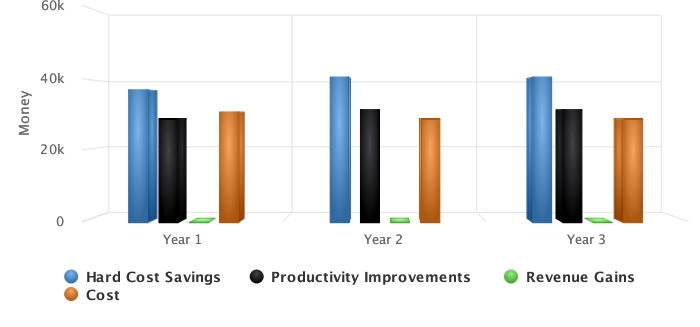 60k
40k
20k
0
Money
Year 1
Year 2
Year 3
Hard Cost Savings
Productivity Improvements
Revenue Gains
Cost